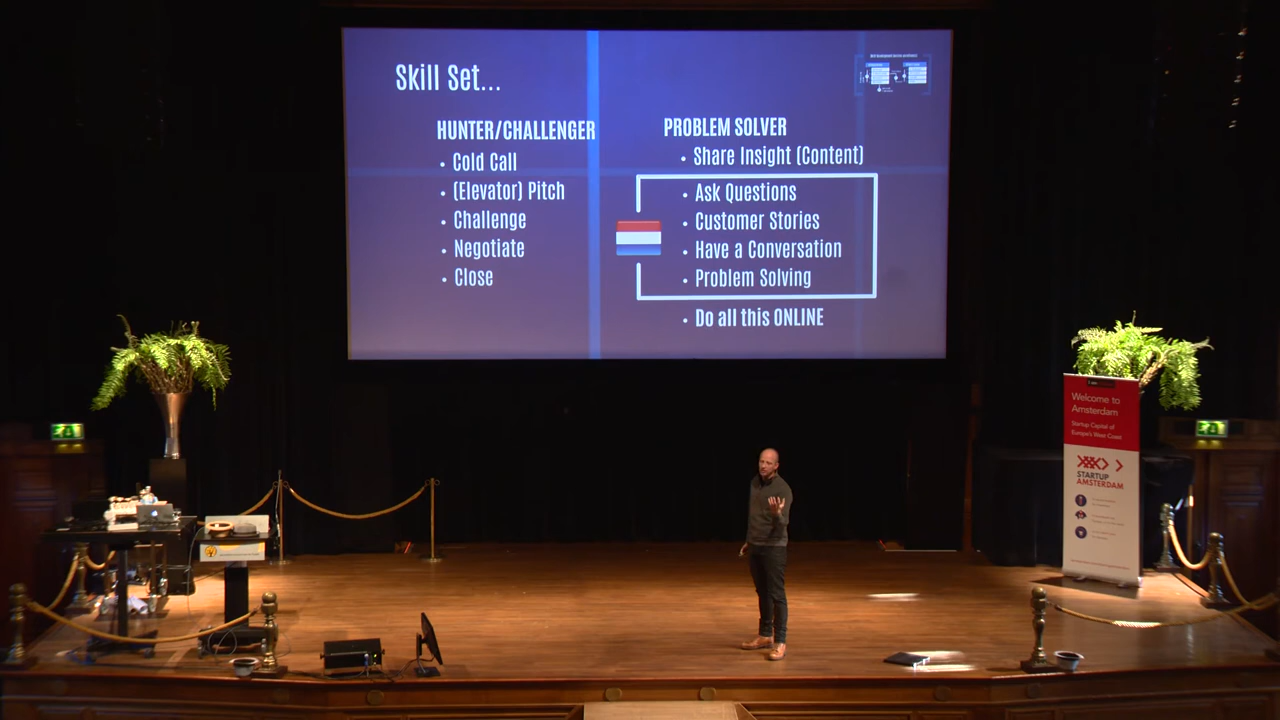 Skill Set...
HUNTER/CHALLENGER
• Cold Call
• (Elevator) Pitch
• Challenge
• Negotiate
• Close
PROBLEM SOLVER
• Share Insight (Content)
• Ask Questions
• Customer Stories
• Have a Conversation
• Problem Solving
• Do all this ONLINE
Welcome to
Amsterdam
Startup Capital of
Europe's West Coast
STARTUP
AMSTERDAM